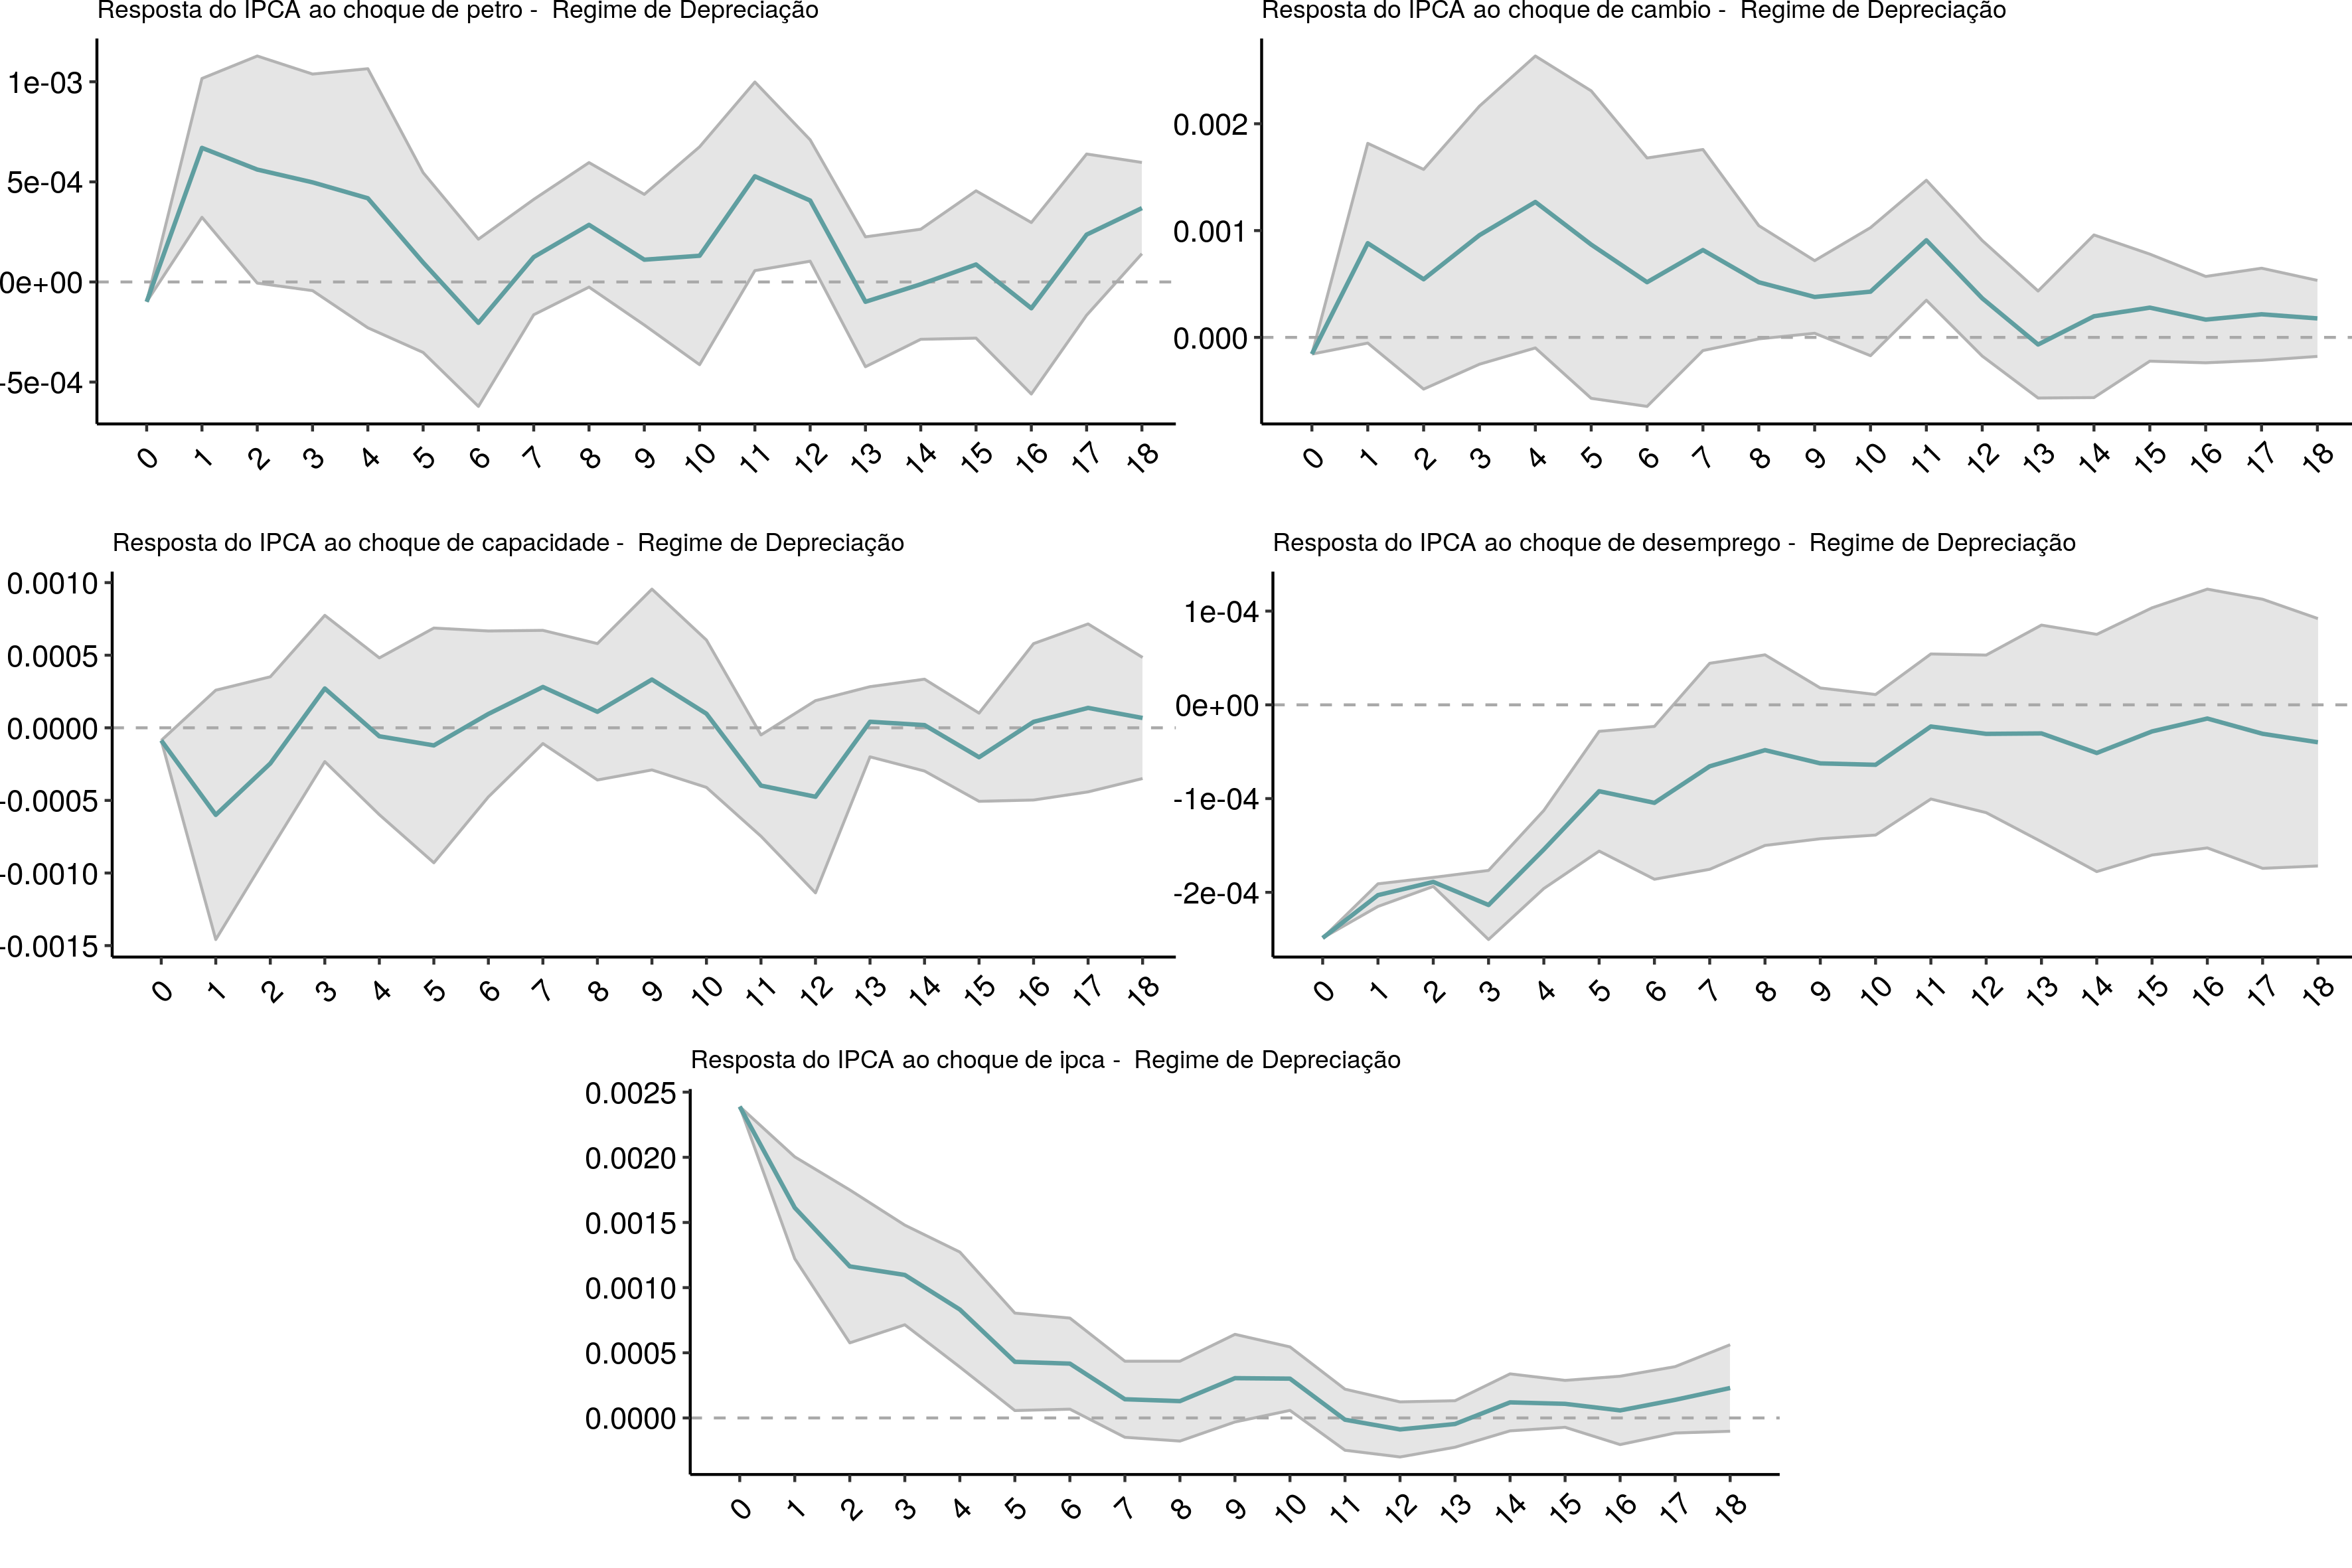 Resposta do IPCA ao choque de petro -  Regime de Depreciação
1e-03
5e-04
0e+00
-5e-04
0 1 2 3 4 5 6 7 8 9 10 11 12 13 14 15 16 17 18
Resposta do IPCA ao choque de cambio -  Regime de Depreciação
0.002
0.001
0.000
0 1 2 3 4 5 6 7 8 9 10 11 12 13 14 15 16 17 18
Resposta do IPCA ao choque de capacidade -  Regime de Depreciação
0.0010
0.0005
0.0000
-0.0005
-0.0010
-0.0015
0 1 2 3 4 5 6 7 8 9 10 11 12 13 14 15 16 17 18
Resposta do IPCA ao choque de desemprego -  Regime de Depreciação
1e-04
0e+00
-1e-04
-2e-04
0 1 2 3 4 5 6 7 8 9 10 11 12 13 14 15 16 17 18
Resposta do IPCA ao choque de ipca -  Regime de Depreciação
0.0025
0.0020
0.0015
0.0010
0.0005
0.0000
0 1 2 3 4 5 6 7 8 9 10 11 12 13 14 15 16 17 18